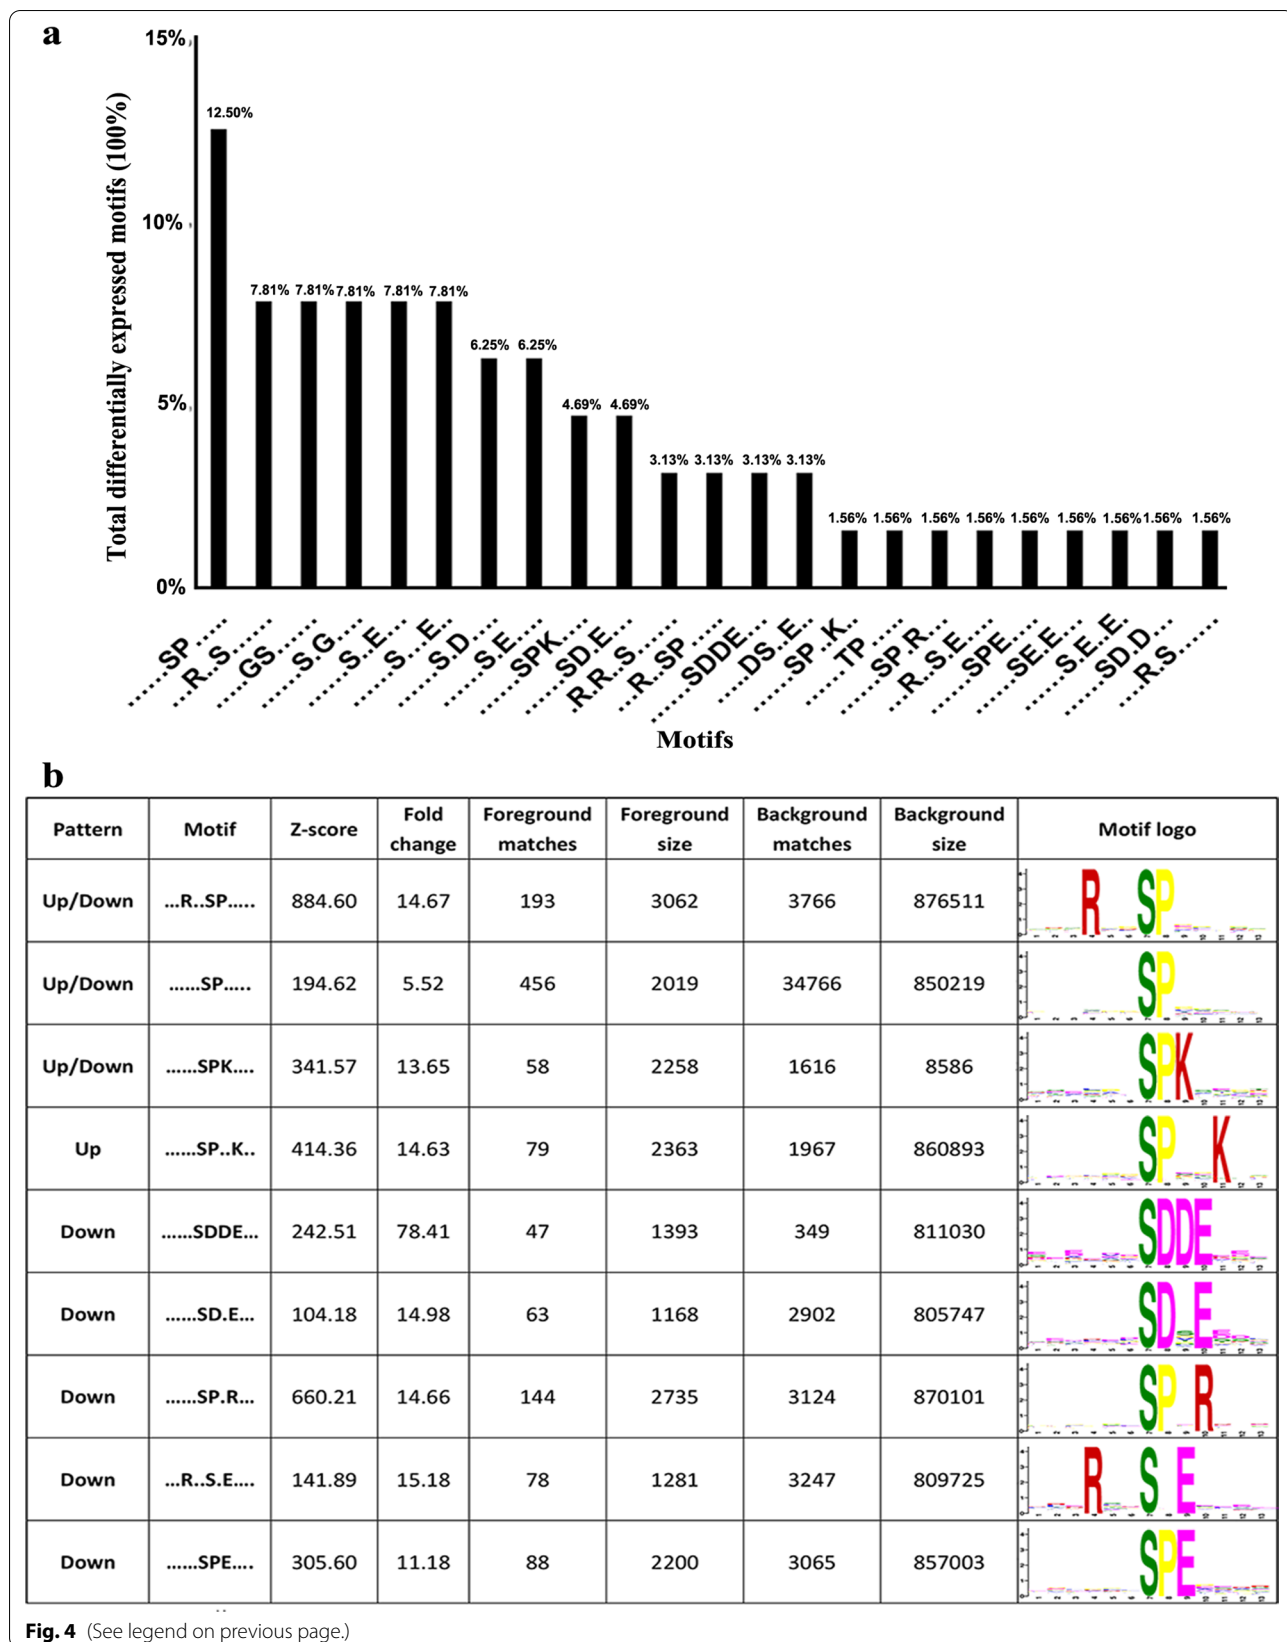 a
15%
Total differentially expressed motifs (100%)
12.50%
10%
7.81% 7.81% 7.81% 7.81% 7.81%
6.25% 6.25%
5%
4.69% 4.69%
3.13% 3.13% 3.13% 3.13%
1.56% 1.56% 1.56% 1.56% 1.56% 1.56% 1.56% 1.56% 1.56%
0%
......SP.....
...R..S......
.....GS......
......S.G....
......S..E...
......S...E..
......S.D....
......S.E....
......SPK....
......SD.E...
.R.R..S......
...R..SP.....
......SDDE...
.....DS..E...
......SP..K..
......TP.....
......SP.R...
...R..S.E....
......SPE....
......SE.E...
......S.E.E..
......SD.D...
....R.S......
Motifs
b
Pattern Motif Z-score Fold change Foreground matches Foreground size Background matches Background size Motif logo
Up/Down ...R..SP..... 884.60 14.67 193 3062 3766 876511 R SP
Up/Down ......SP..... 194.62 5.52 456 2019 34766 850219 SP
Up/Down ......SPK.... 341.57 13.65 58 2258 1616 8586 SPK
Up ......SP..K.. 414.36 14.63 79 2363 1967 860893 SP K
Down ......SDDE... 242.51 78.41 47 1393 349 811030 SDDE
Down ......SD.E... 104.18 14.98 63 1168 2902 805747 SD E
Down ......SP.R... 660.21 14.66 144 2735 3124 870101 SP R
Down ...R..S.E.... 141.89 15.18 78 1281 3247 809725 R S E
Down ......SPE.... 305.60 11.18 88 2200 3065 857003 SPE
Fig. 4 (See legend on previous page.)